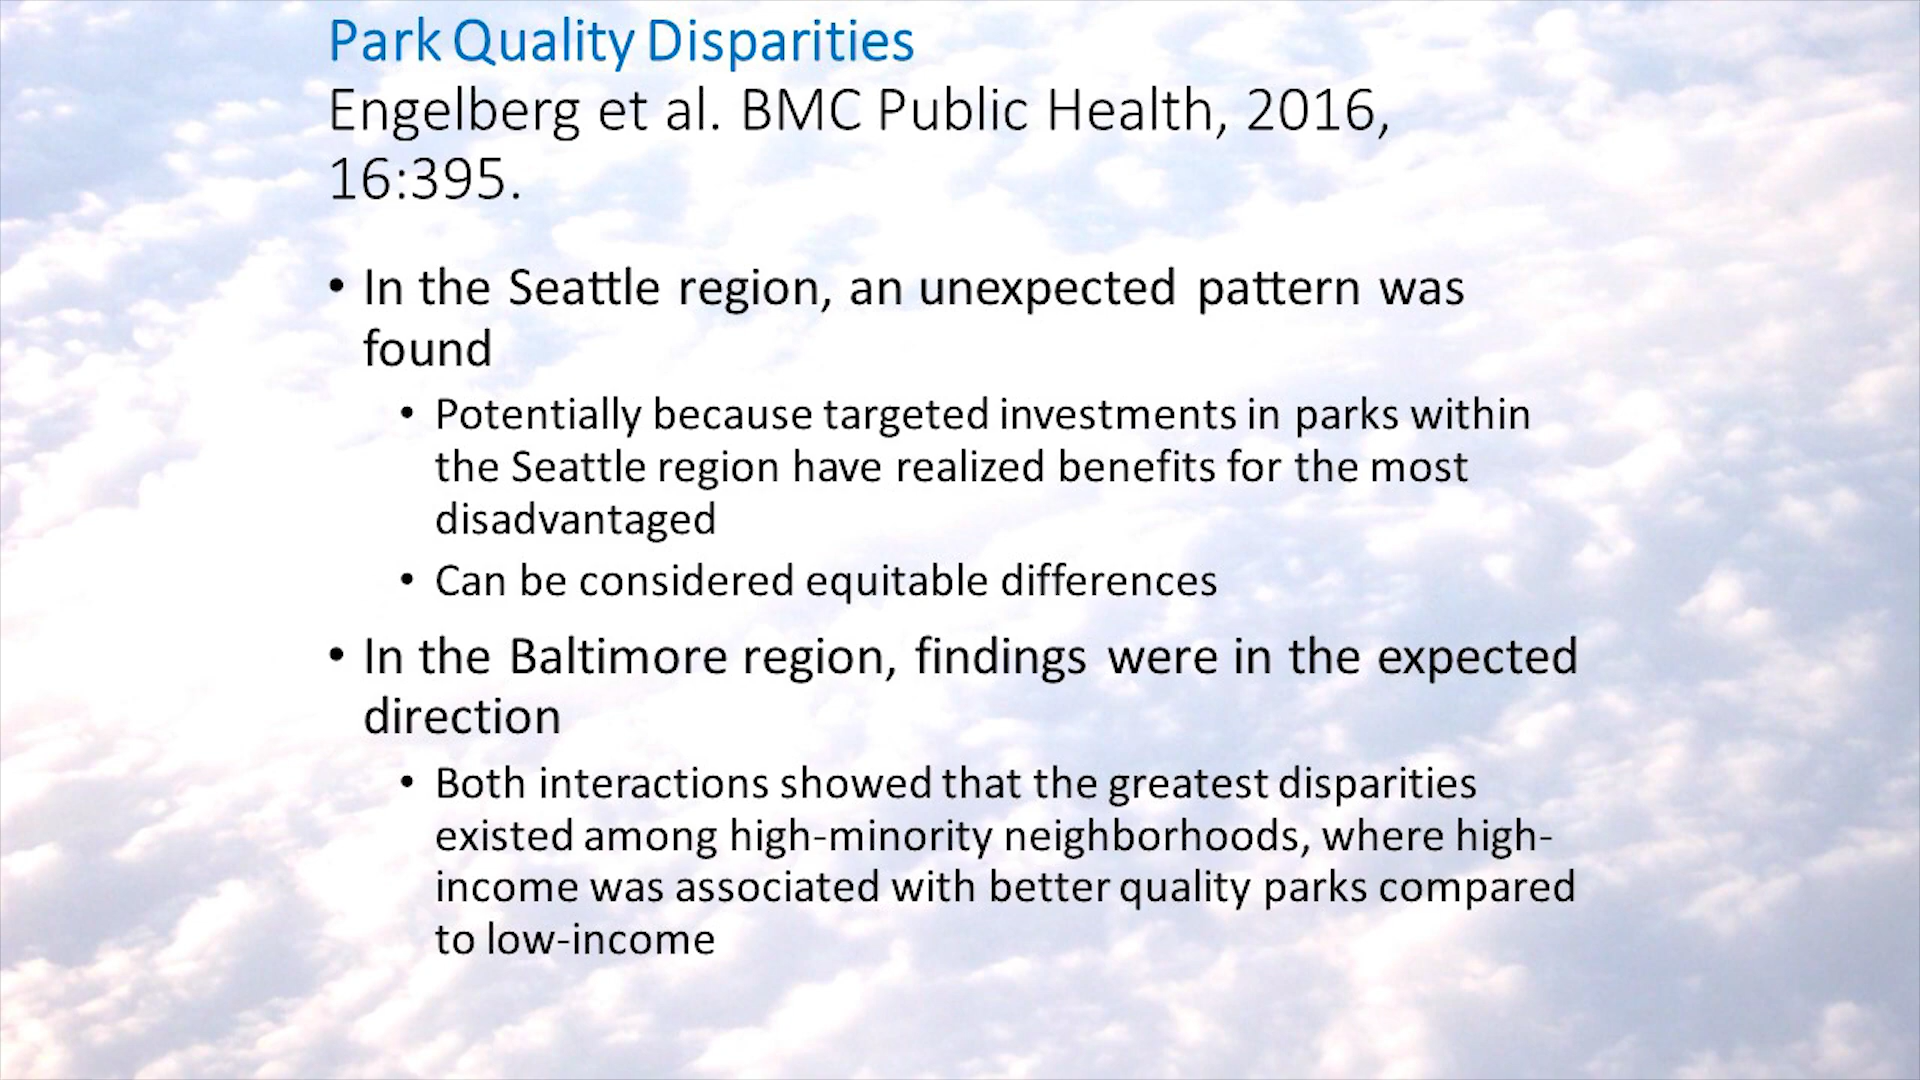 Park Quality Disparities
Engelberg et al. BMC Public Health, 2016,
16:395.
• In the Seattle region, an unexpected pattern was
found
• Potentially because targeted investments in parks within
the Seattle region have realized benefits for the most
disadvantaged
• Can be considered equitable differences
• In the Baltimore region, findings were in the expected
direction
• Both interactions showed that the greatest disparities
existed among high-minority neighborhoods, where high-
income was associated with better quality parks compared
to low-income